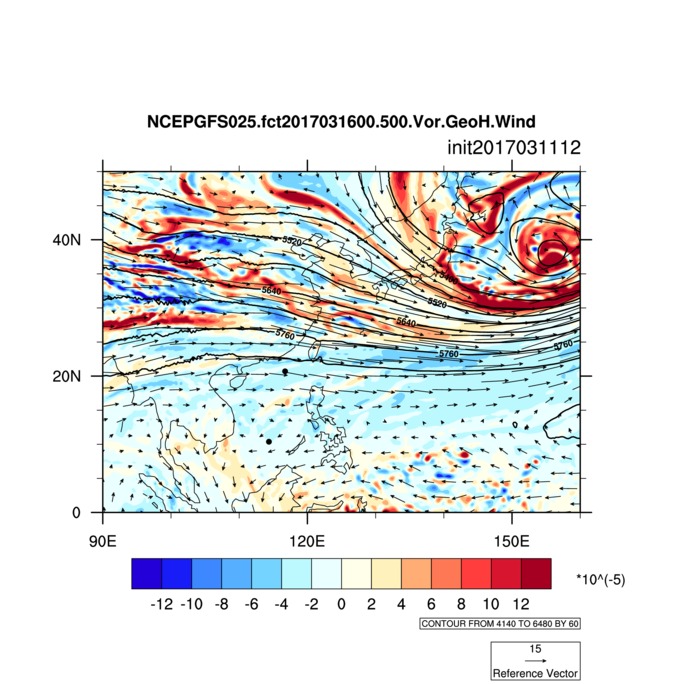 NCEPGFS025.fct2017031600.500.Vor.GeoH.Wind
init2017031112
40N
5520
5640
5520
5640
5760
5760
5760
20N
0
90E 120E 150E
-12 -10 -8 -6 -4 -2 0 2 4 6 8 10 12
*10^(-5)
CONTOUR FROM 4140 TO 6480 BY 60
15
Reference Vector